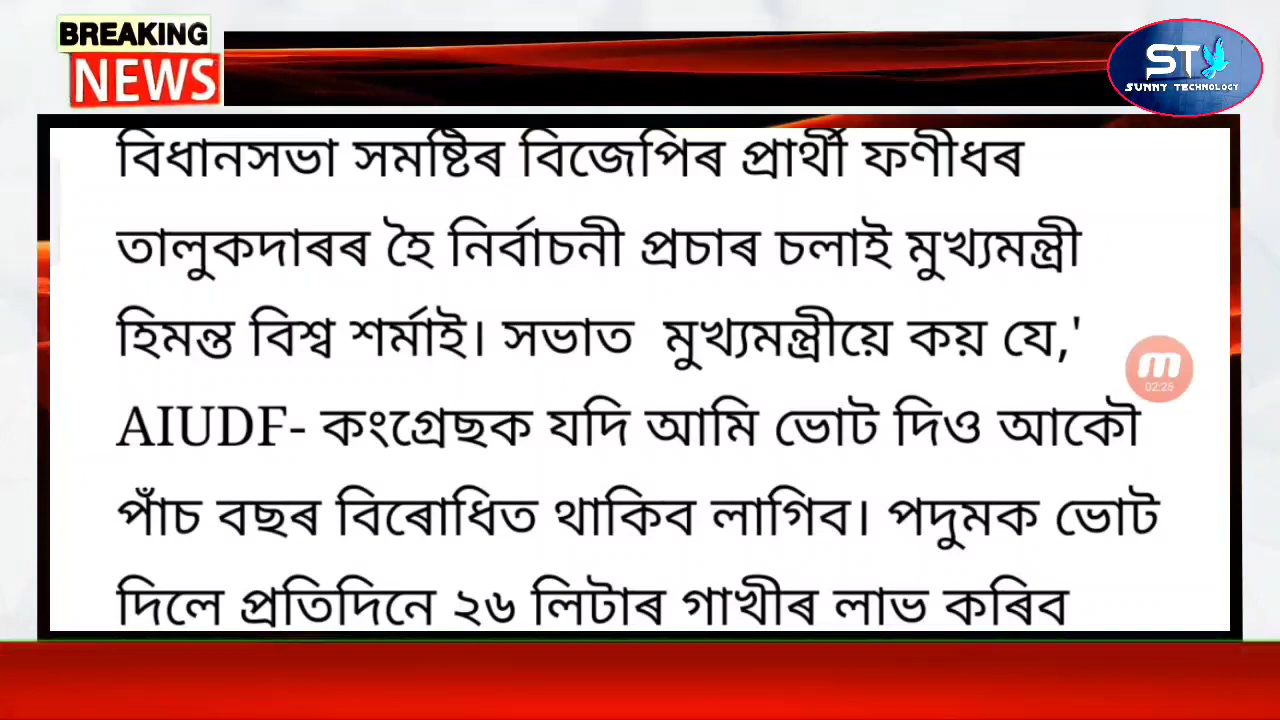 BREAKING
NEWS
ST
SUNNY TECHNOLOGY
বিধানসভা সমষ্টিৰ বিজেপিৰ প্ৰাৰ্থী ফণীধৰ
তালুকদাৰৰ হৈ নিৰ্বাচনী প্ৰচাৰ চলাই মুখ্যমন্ত্ৰী
হিমন্ত বিশ্ব শৰ্মাই। সভাত মুখ্যমন্ত্ৰীয়ে কয় যে,'
AIUDF- কংগ্ৰেছক যদি আমি ভোট দিও আকৌ
পাঁচ বছৰ বিৰোধিত থাকিব লাগিব। পদুমক ভোট
দিলে প্ৰতিদিনে ২৬ লিটাৰ গাখীৰ লাভ কৰিব
02:25